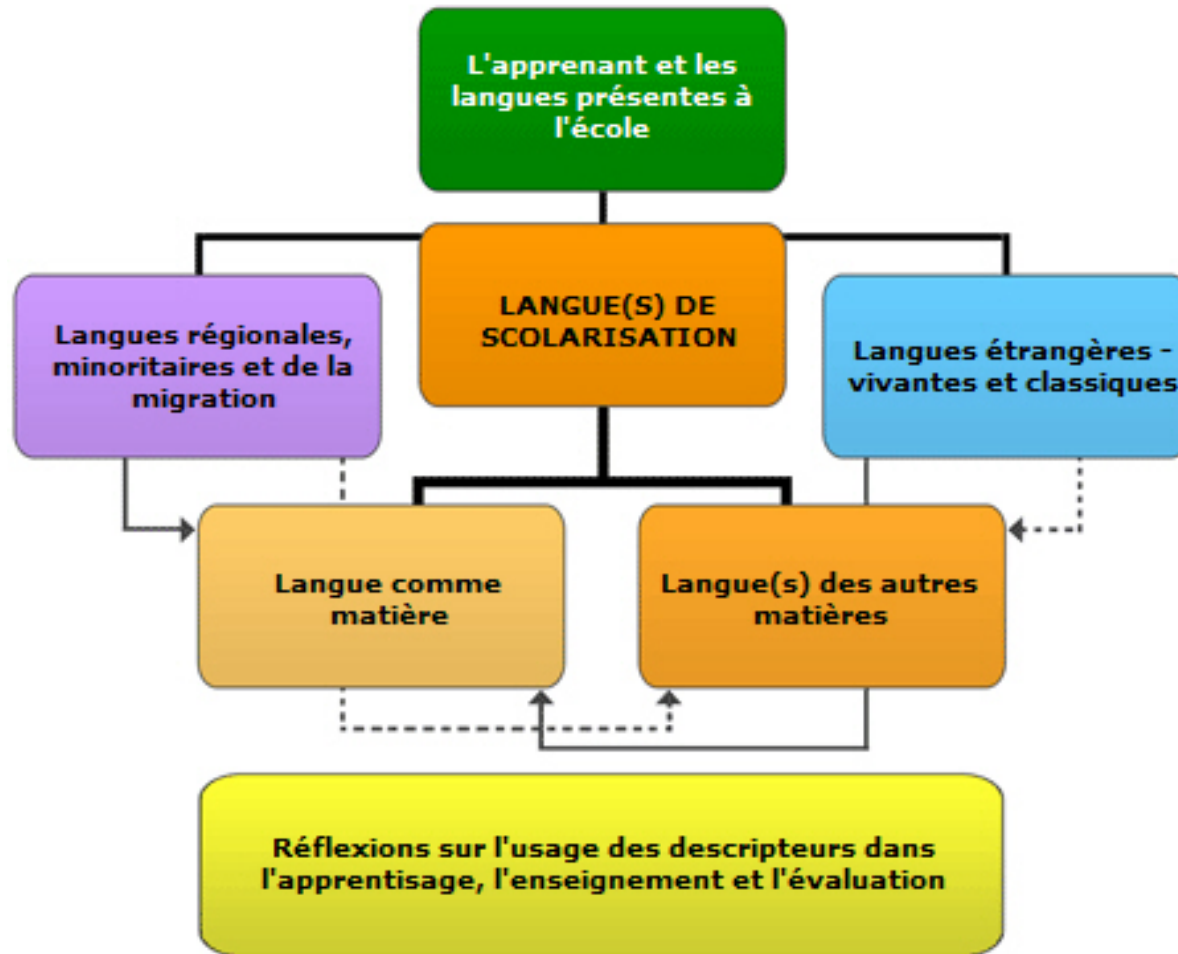 L'apprenant et les
langues présentes à
l'école
LANGUE(S) DE
SCOLARISATION
Langues régionales,
minoritaires et de la
migration
Langues étrangères -
vivantes et classiques
Langue comme
matière
Langue(s) des autres
matières
Réflexions sur l'usage des descripteurs dans
l'apprentisage, l'enseignement et l'évaluation